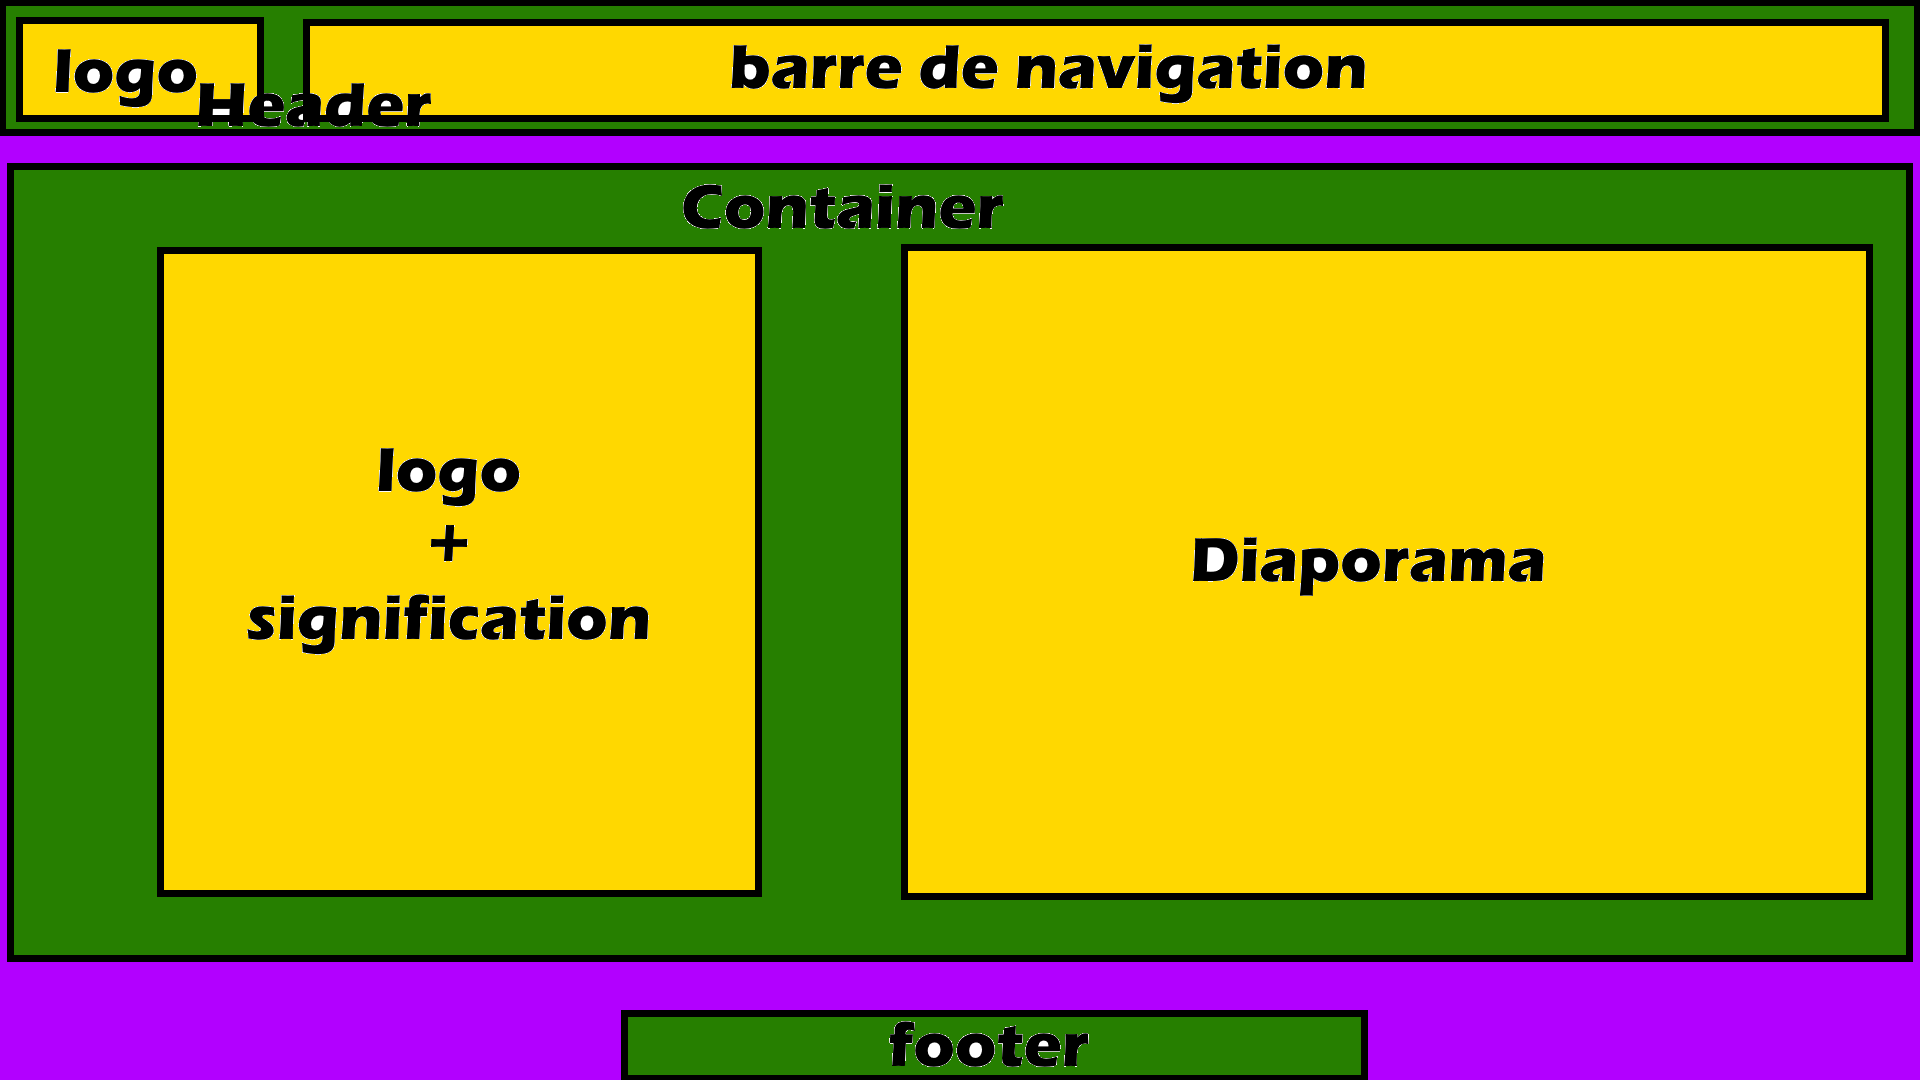 logo
Header
barre de navigation
Container
logo
+
signification
Diaporama
footer